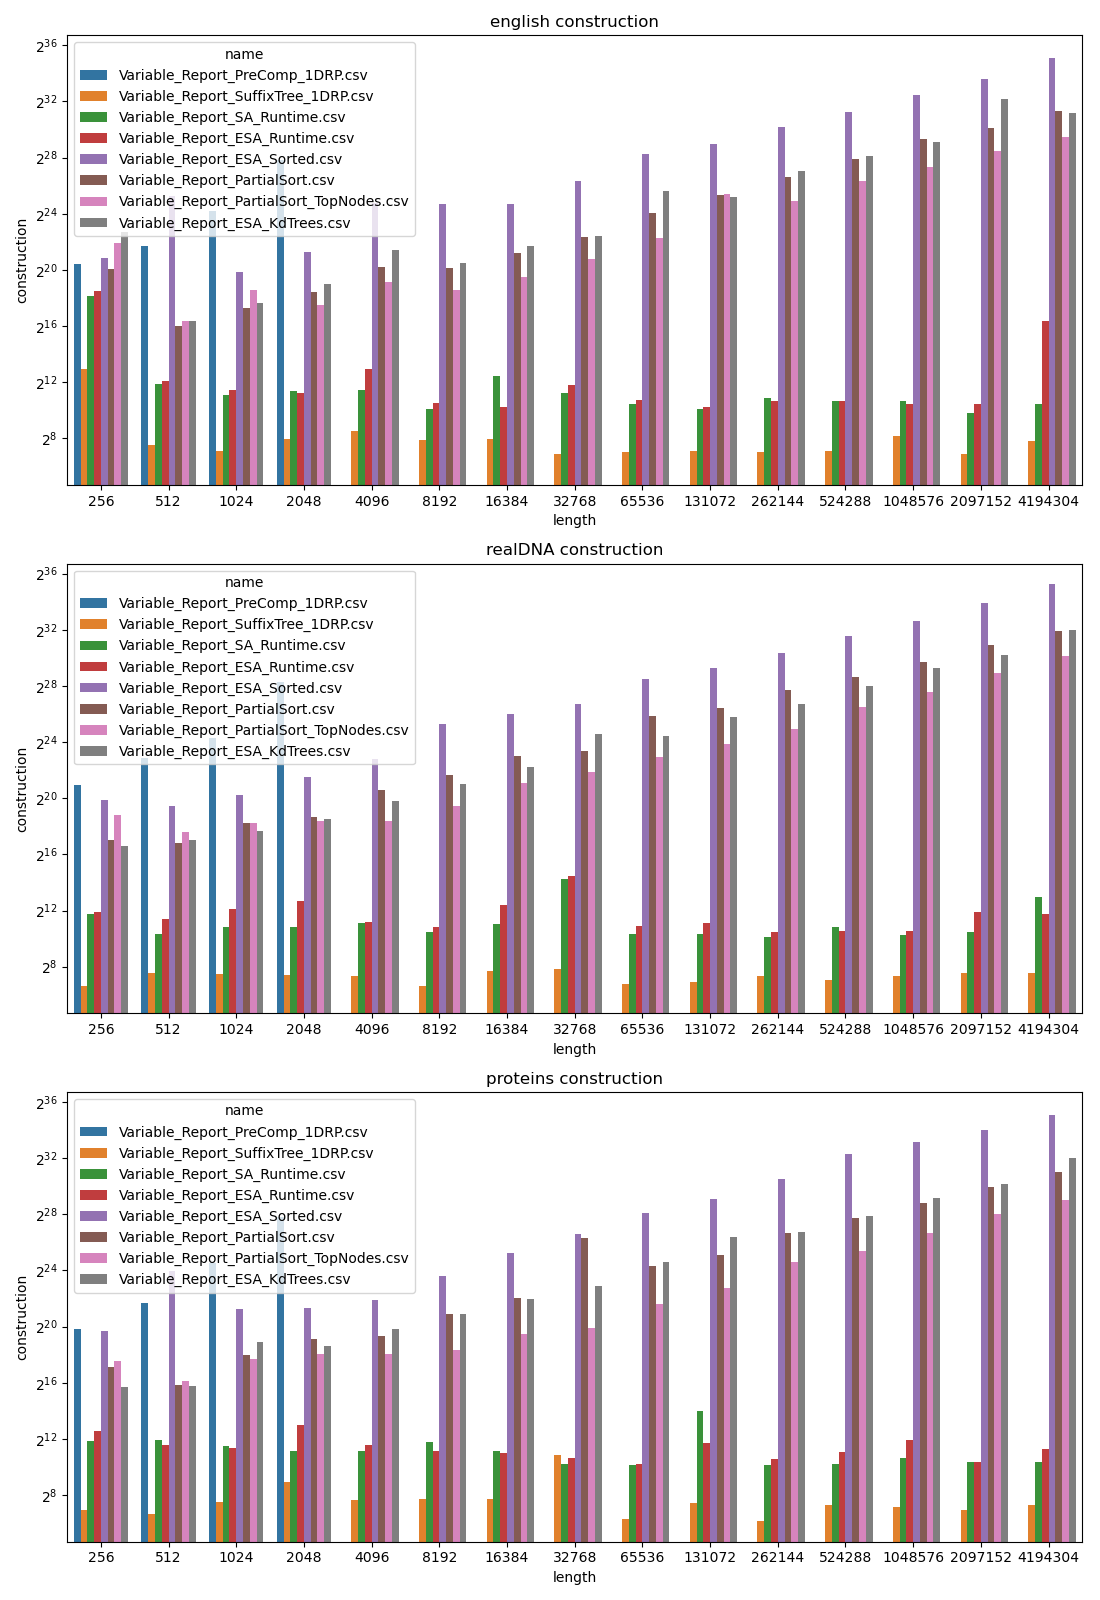 english construction
construction
2^36
2^32
2^28
2^24
2^20
2^16
2^12
2^8
name
Variable_Report_PreComp_1DRP.csv
Variable_Report_SuffixTree_1DRP.csv
Variable_Report_SA_Runtime.csv
Variable_Report_ESA_Runtime.csv
Variable_Report_ESA_Sorted.csv
Variable_Report_PartialSort.csv
Variable_Report_PartialSort_TopNodes.csv
Variable_Report_ESA_KdTrees.csv
256 512 1024 2048 4096 8192 16384 32768 65536 131072 262144 524288 1048576 2097152 4194304
length
realDNA construction
construction
2^36
2^32
2^28
2^24
2^20
2^16
2^12
2^8
name
Variable_Report_PreComp_1DRP.csv
Variable_Report_SuffixTree_1DRP.csv
Variable_Report_SA_Runtime.csv
Variable_Report_ESA_Runtime.csv
Variable_Report_ESA_Sorted.csv
Variable_Report_PartialSort.csv
Variable_Report_PartialSort_TopNodes.csv
Variable_Report_ESA_KdTrees.csv
256 512 1024 2048 4096 8192 16384 32768 65536 131072 262144 524288 1048576 2097152 4194304
length
proteins construction
construction
2^36
2^32
2^28
2^24
2^20
2^16
2^12
2^8
name
Variable_Report_PreComp_1DRP.csv
Variable_Report_SuffixTree_1DRP.csv
Variable_Report_SA_Runtime.csv
Variable_Report_ESA_Runtime.csv
Variable_Report_ESA_Sorted.csv
Variable_Report_PartialSort.csv
Variable_Report_PartialSort_TopNodes.csv
Variable_Report_ESA_KdTrees.csv
256 512 1024 2048 4096 8192 16384 32768 65536 131072 262144 524288 1048576 2097152 4194304
length